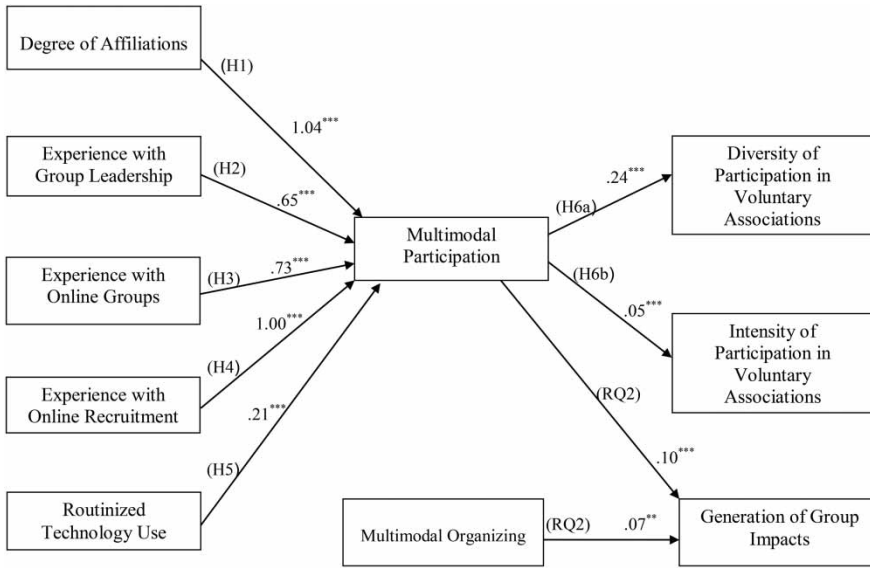 Degree of Affiliations
(H1)
1.04***
Experience with
Group Leadership
(H2)
.65***
Experience with
Online Groups
(H3)
.73***
Experience with
Online Recruitment
(H4)
1.00***
Routinized
Technology Use
(H5)
.21***
Multimodal
Participation
(H6a)
.24***
Diversity of
Participation in
Voluntary
Associations
(H6b)
.05***
Intensity of
Participation in
Voluntary
Associations
(RQ2)
.10***
Multimodal Organizing
(RQ2)
.07**
Generation of Group
Impacts